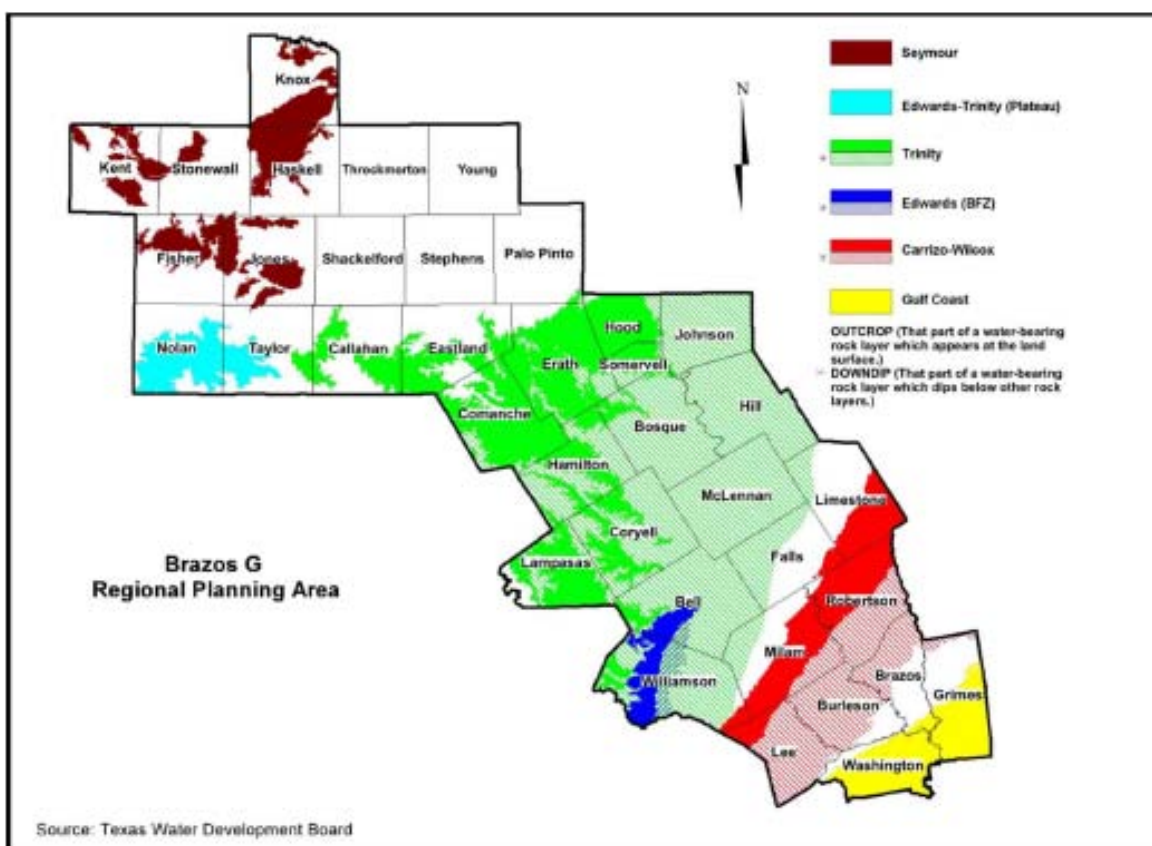 Seymour
Edwards-Trinity (Plateau)
Trinity
Edwards (BFZ)
Carrizo-Wilcox
Gulf Coast
OUTCROP (That part of a water-bearing
rock layer which appears at the land
surface.)
DOWNDIP (That part of a water-bearing
rock layer which dips below other rock
layers.)
N
Knox
Kent
Stonewall
Haskell
Throckmorton
Young
Fisher
Jones
Shackelford
Stephens
Palo Pinto
Nolan
Taylor
Callahan
Eastland
Erath
Hood
Somervell
Johnson
Comanche
Bosque
Hill
Hamilton
McLennan
Limestone
Coryell
Falls
Lampasas
Bell
Robertson
Milam
Williamson
Brazos
Grimes
Burleson
Lee
Washington
Brazos G
Regional Planning Area
Source: Texas Water Development Board